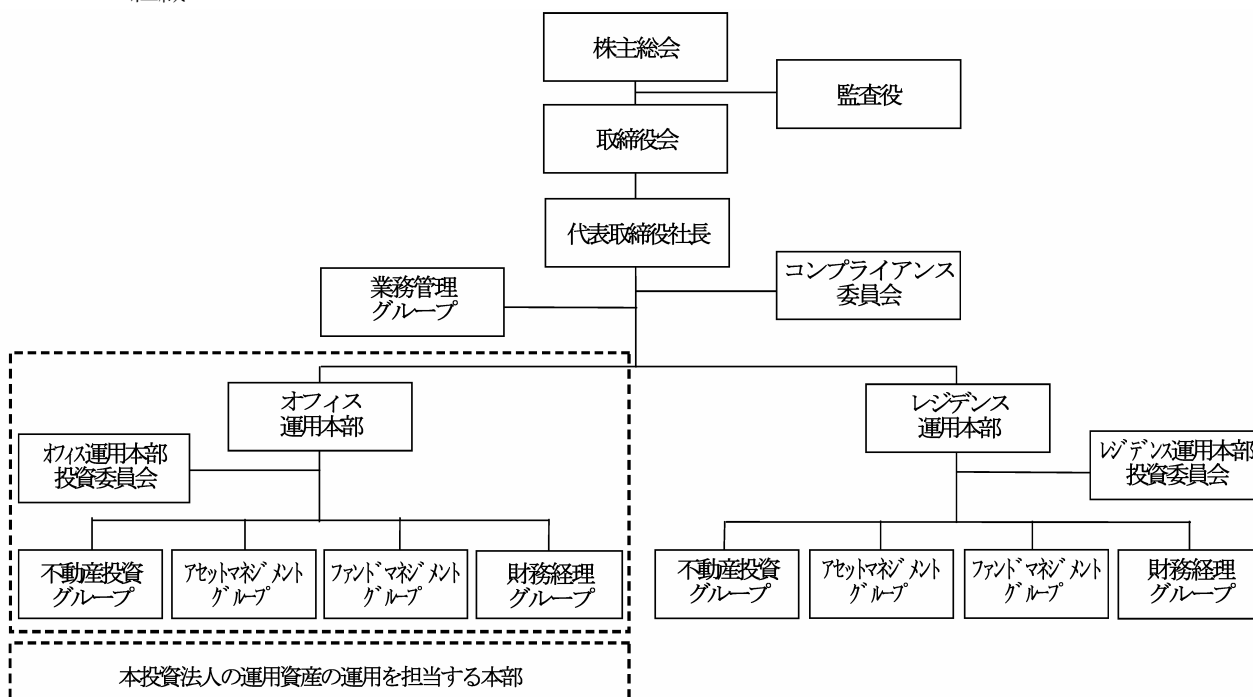 株主総会
監査役
取締役会
代表取締役社長
コンプライアンス
委員会
業務管理
グループ
オフィス
運用本部
レジデンス
運用本部
オフィス運用本部
投資委員会
レジデンス運用本部
投資委員会
不動産投資
グループ
アセットマネジメント
グループ
ファンドマネジメント
グループ
財務経理
グループ
不動産投資
グループ
アセットマネジメント
グループ
ファンドマネジメント
グループ
財務経理
グループ
本投資法人の運用資産の運用を担当する本部